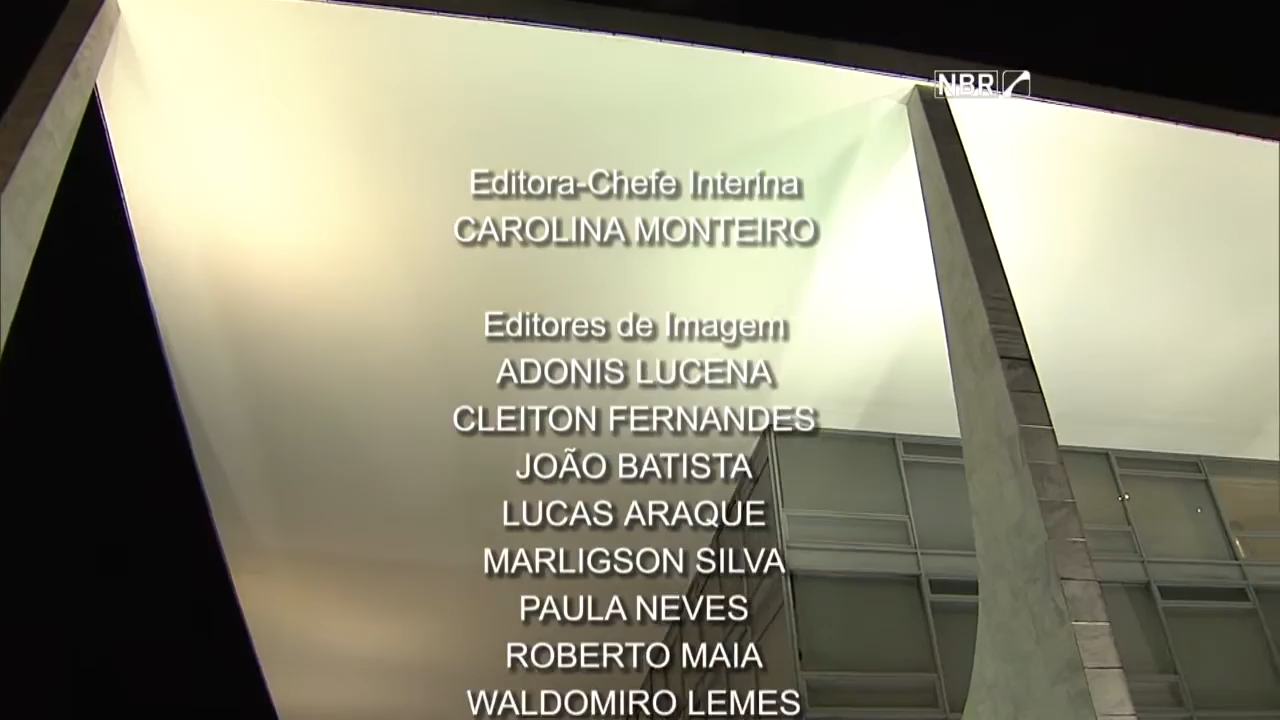 NBR
Editora-Chefe Interina
CAROLINA MONTEIRO
Editores de Imagem
ADONIS LUCENA
CLEITON FERNANDES
JOÃO BATISTA
LUCAS ARAQUE
MARLIGSON SILVA
PAULA NEVES
ROBERTO MAIA
WALDOMIRO LEMES